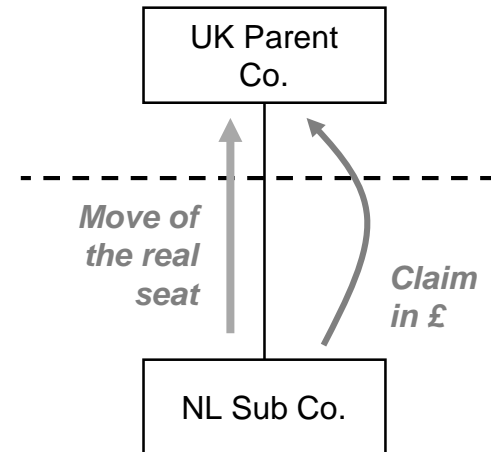 UK Parent
Co.
Move of
the real
seat
Claim
in £
NL Sub Co.